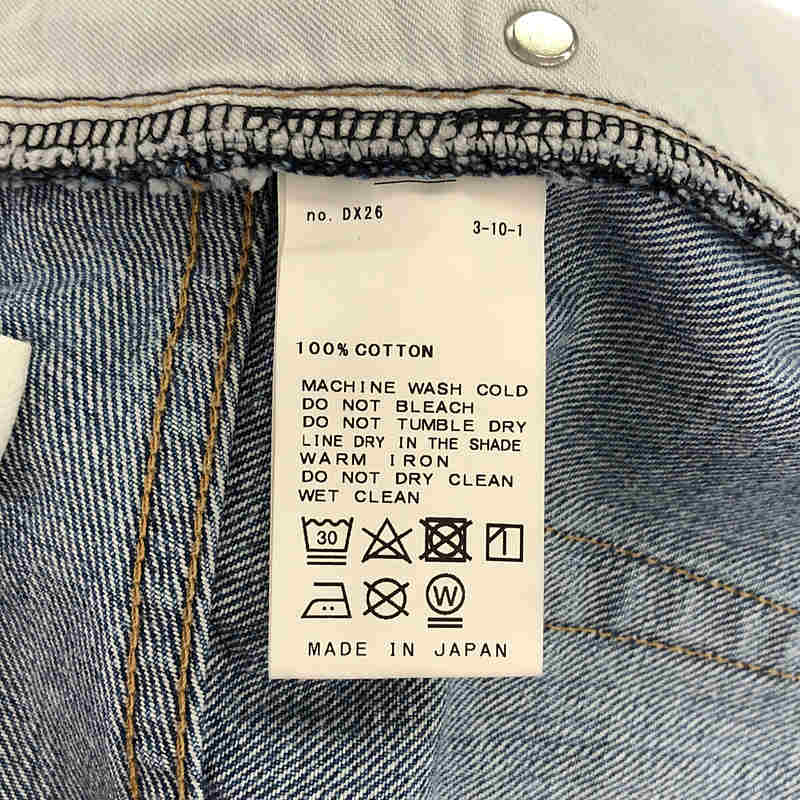 no. DX26
3-10-1
100% COTTON
MACHINE WASH COLD
DO NOT BLEACH
DO NOT TUMBLE DRY
LINE DRY IN THE SHADE
WARM IRON
DO NOT DRY CLEAN
WET CLEAN
30
W
MADE IN JAPAN